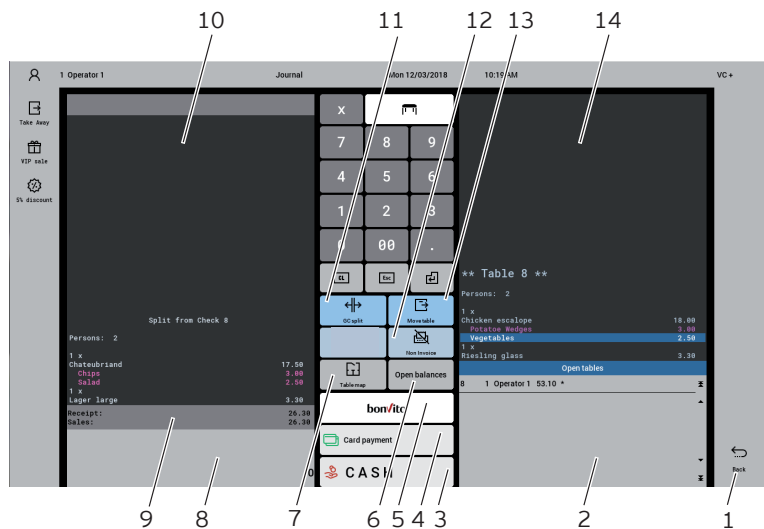 10 11 12 13 14
1 Operator 1 Journal Mon 12/03/2018 10:19 AM VC +
Take Away
VIP sale
5% discount
X
7 8 9
4 5 6
1 2 3
0 00 .
CL Esc
GC split Move table
Non Invoice
Table map Open balances
bonVito
Card payment
CASH
Split from Check 8
Persons: 2
1 x
Chateubriand 17.50
Chips 3.00
Salad 2.50
1 x
Lager large 3.30
Receipt: 26.30
Sales: 26.30
0
** Table 8 **
Persons: 2
1 x
Chicken escalope 18.00
Potatoe Wedges 3.00
Vegetables 2.50
1 x
Riesling glass 3.30
Open tables
8 1 Operator 1 53.10 *
Back
9 8 7 6 5 4 3 2 1